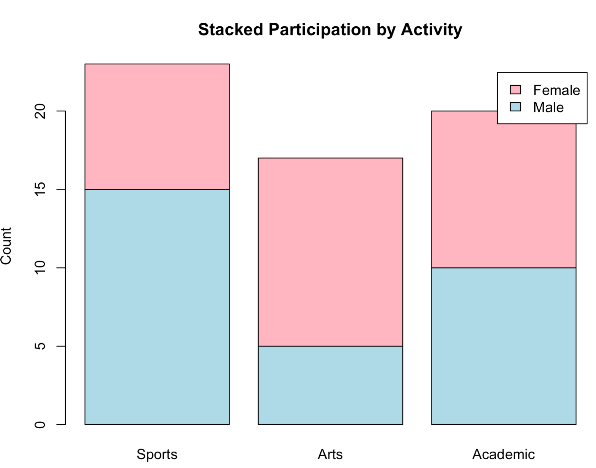 Stacked Participation by Activity
Female
Male
20
15
10
5
0
Count
Sports
Arts
Academic